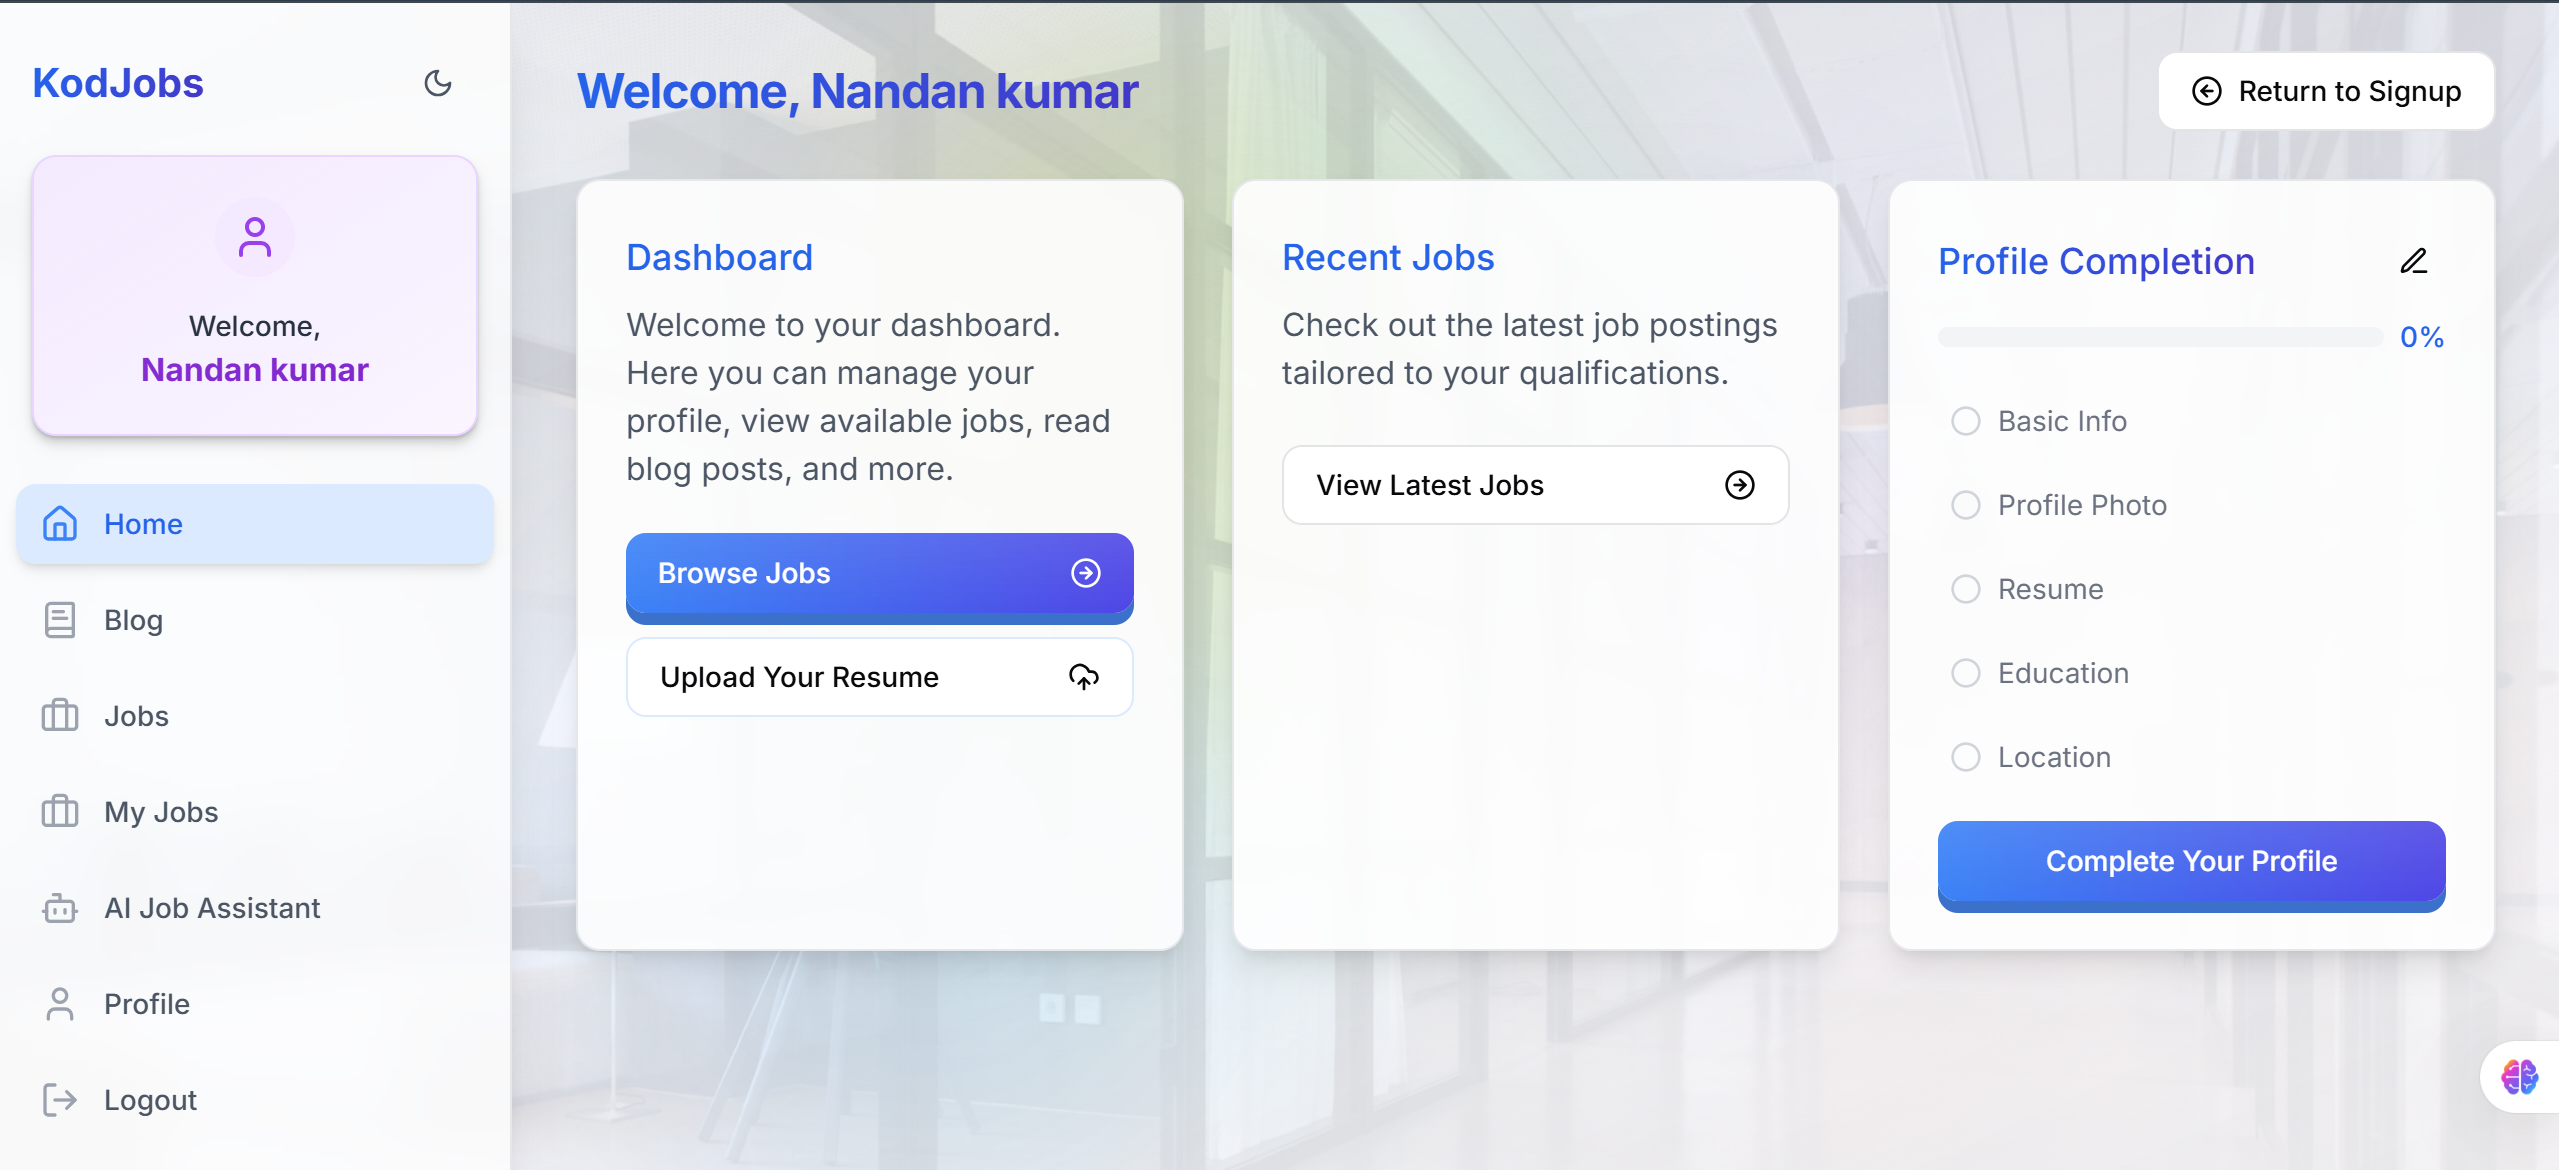 KodJobs
Welcome,
Nandan kumar
Home
Blog
Jobs
My Jobs
AI Job Assistant
Profile
Logout
Welcome, Nandan kumar
Return to Signup
Dashboard
Welcome to your dashboard.
Here you can manage your
profile, view available jobs, read
blog posts, and more.
Browse Jobs
Upload Your Resume
Recent Jobs
Check out the latest job postings
tailored to your qualifications.
View Latest Jobs
Profile Completion
0%
Basic Info
Profile Photo
Resume
Education
Location
Complete Your Profile